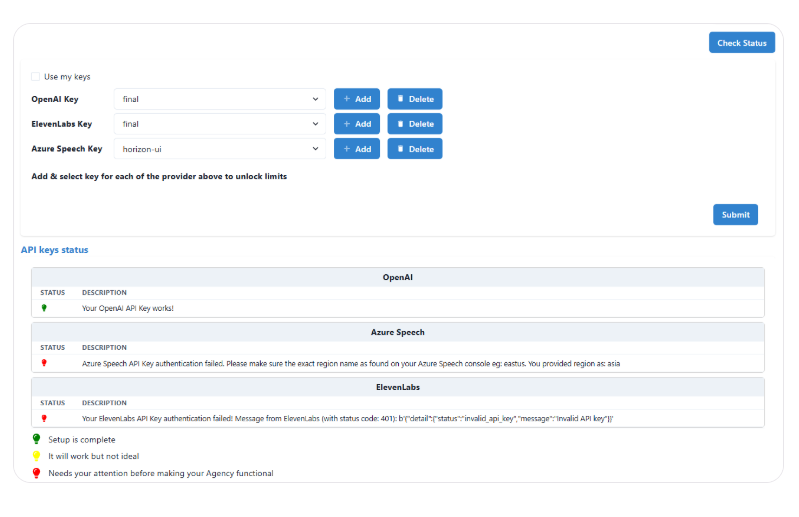 Check Status
Use my keys
OpenAI Key final + Add Delete
ElevenLabs Key final + Add Delete
Azure Speech Key horizon-ui + Add Delete
Add & select key for each of the provider above to unlock limits
Submit
API keys status
OpenAI
STATUS DESCRIPTION
Your OpenAI API Key works!
Azure Speech
STATUS DESCRIPTION
Azure Speech API Key authentication failed. Please make sure the exact region name as found on your Azure Speech console eg: eastus. You provided region as: asia
ElevenLabs
STATUS DESCRIPTION
Your ElevenLabs API Key authentication failed! Message from ElevenLabs (with status code: 401): b'{"detail":{"status":"invalid_api_key","message":"Invalid API key"}}'
Setup is complete
It will work but not ideal
Needs your attention before making your Agency functional